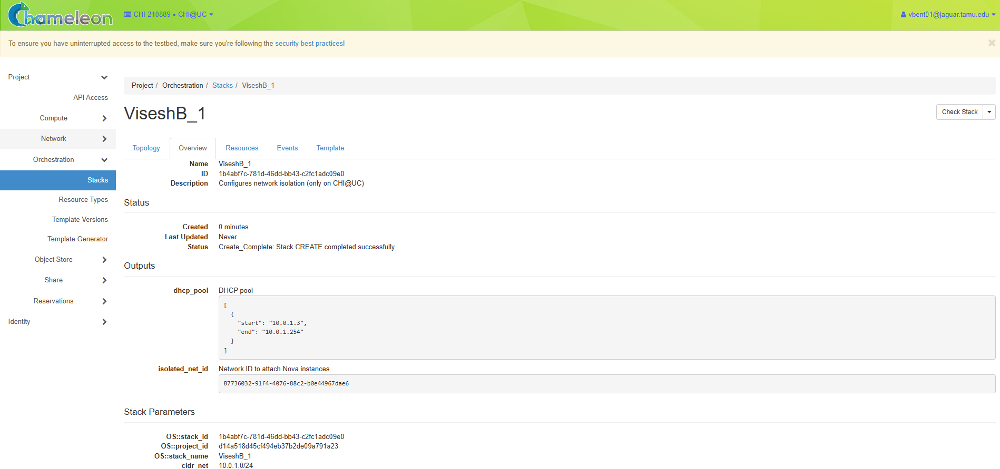 Chameleon
CHI-210889 • CHI@UC
vbent01@jaguar.tamu.edu
To ensure you have uninterrupted access to the testbed, make sure you're following the security best practices!
Project
API Access
Compute
Network
Orchestration
Stacks
Resource Types
Template Versions
Template Generator
Object Store
Share
Reservations
Identity
Project / Orchestration / Stacks / ViseshB_1
ViseshB_1
Check Stack
Topology
Overview
Resources
Events
Template
Name ViseshB_1
ID 1b4abf7c-781d-46dd-bb43-c2fc1adc09e0
Description Configures network isolation (only on CHI@UC)
Status
Created 0 minutes
Last Updated Never
Status Create_Complete: Stack CREATE completed successfully
Outputs
dhcp_pool DHCP pool
[
{
"start": "10.0.1.3",
"end": "10.0.1.254"
}
]
isolated_net_id Network ID to attach Nova instances
87736032-91f4-4076-88c2-b0e44967dae6
Stack Parameters
OS::stack_id 1b4abf7c-781d-46dd-bb43-c2fc1adc09e0
OS::project_id d14a518d45cf494eb37b2de09a791a23
OS::stack_name ViseshB_1
cidr_net 10.0.1.0/24